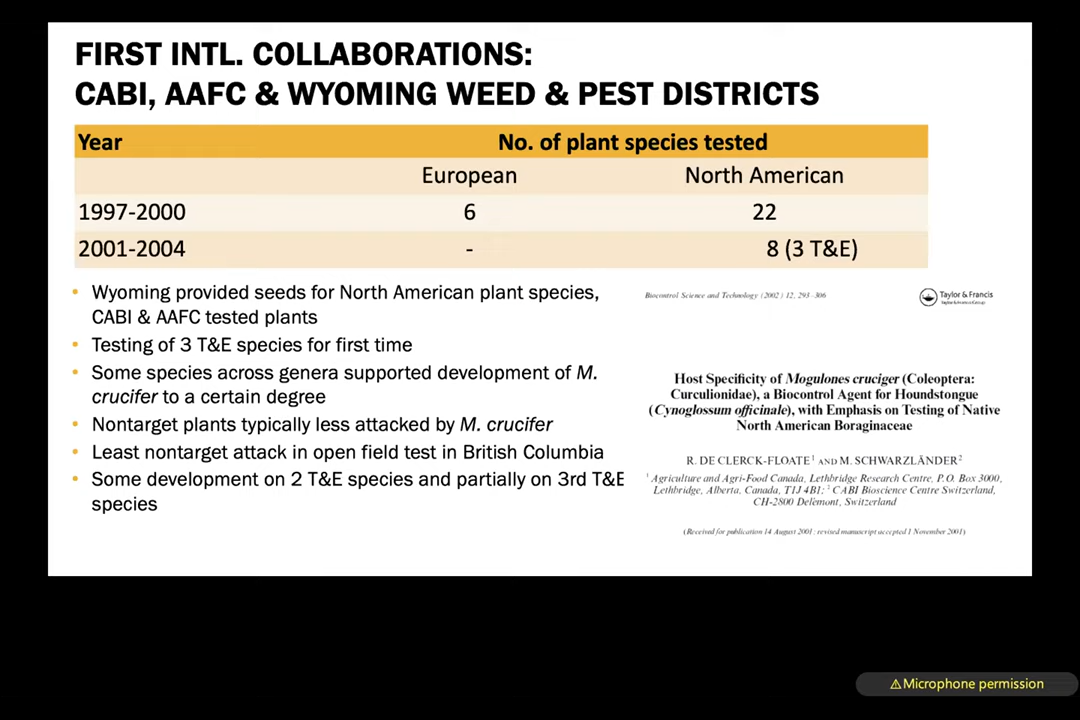 FIRST INTL. COLLABORATIONS:
CABI, AAFC & WYOMING WEED & PEST DISTRICTS
Year No. of plant species tested
European North American
1997-2000 6 22
2001-2004 - 8 (3 T&E)
• Wyoming provided seeds for North American plant species,
CABI & AAFC tested plants
• Testing of 3 T&E species for first time
• Some species across genera supported development of M.
crucifer to a certain degree
• Nontarget plants typically less attacked by M. crucifer
• Least nontarget attack in open field test in British Columbia
• Some development on 2 T&E species and partially on 3rd T&E
species
Biocontrol Science and Technology (2002) 12, 293-306
Taylor & Francis
Taylor & Francis Group
Host Specificity of Mogulones cruciger (Coleoptera:
Curculionidae), a Biocontrol Agent for Houndstongue
(Cynoglossum officinale), with Emphasis on Testing of Native
North American Boraginaceae
R. DE CLERCK-FLOATE¹ AND M. SCHWARZLÄNDER²
¹ Agriculture and Agri-Food Canada, Lethbridge Research Centre, P.O. Box 3000,
Lethbridge, Alberta, Canada, T1J 4B1; ² CABI Bioscience Centre Switzerland,
CH-2800 Delémont, Switzerland
(Received for publication 14 August 2001; revised manuscript accepted 1 November 2001)
⚠Microphone permission